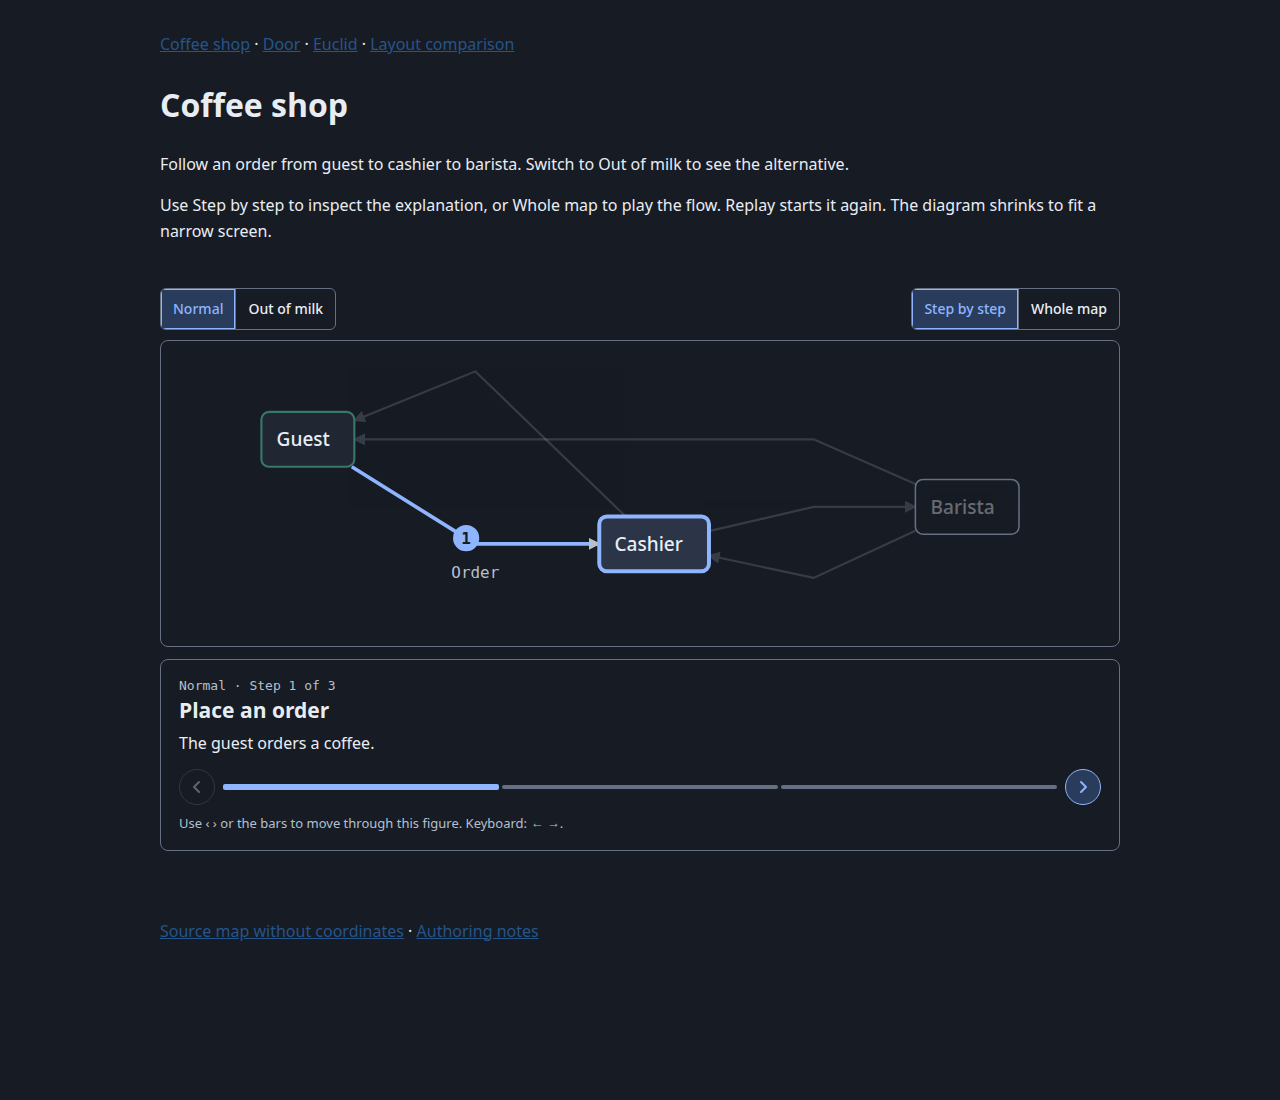 Coffee shop · Door · Euclid · Layout comparison
Coffee shop
Follow an order from guest to cashier to barista. Switch to Out of milk to see the alternative.
Use Step by step to inspect the explanation, or Whole map to play the flow. Replay starts it again. The diagram shrinks to fit a
narrow screen.
Normal Out of milk Step by step Whole map
Guest
Barista
1
Cashier
Order
Normal · Step 1 of 3
Place an order
The guest orders a coffee.
Use ‹ › or the bars to move through this figure. Keyboard: ← →.
Source map without coordinates · Authoring notes